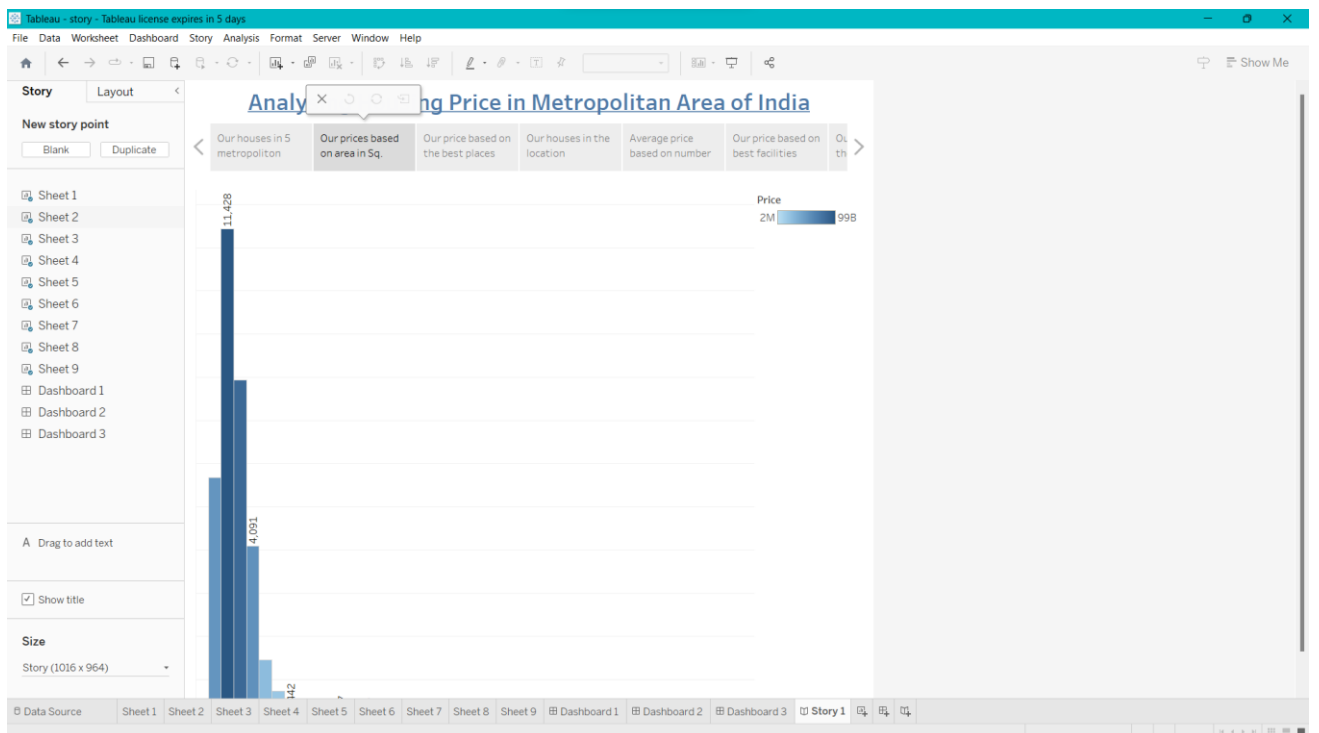 Tableau - story - Tableau license expires in 5 days
File Data Worksheet Dashboard Story Analysis Format Server Window Help
Show Me
Story Layout
New story point
Blank Duplicate
Sheet 1
Sheet 2
Sheet 3
Sheet 4
Sheet 5
Sheet 6
Sheet 7
Sheet 8
Sheet 9
Dashboard 1
Dashboard 2
Dashboard 3
A Drag to add text
Show title
Size
Story (1016 x 964)
Price in Metropolitan Area of India
Our houses in 5
metropoliton
Our prices based
on area in Sq.
Our price based on
the best places
Our houses in the
location
Average price
based on number
Our price based on
best facilities
11,428
4,091
Price
2M 99B
Data Source Sheet 1 Sheet 2 Sheet 3 Sheet 4 Sheet 5 Sheet 6 Sheet 7 Sheet 8 Sheet 9 Dashboard 1 Dashboard 2 Dashboard 3 Story 1